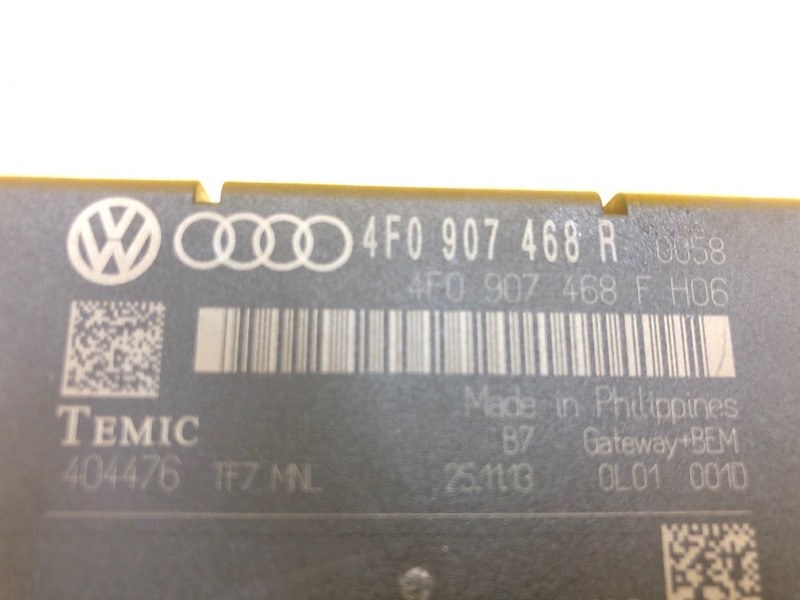 4F0 907 468 R 0058
4F0 907 468 F H06
Made in Philippines
TEMIC B7 Gateway+BEM
404476 TF7 MNL 25.11.13 0L01 0010